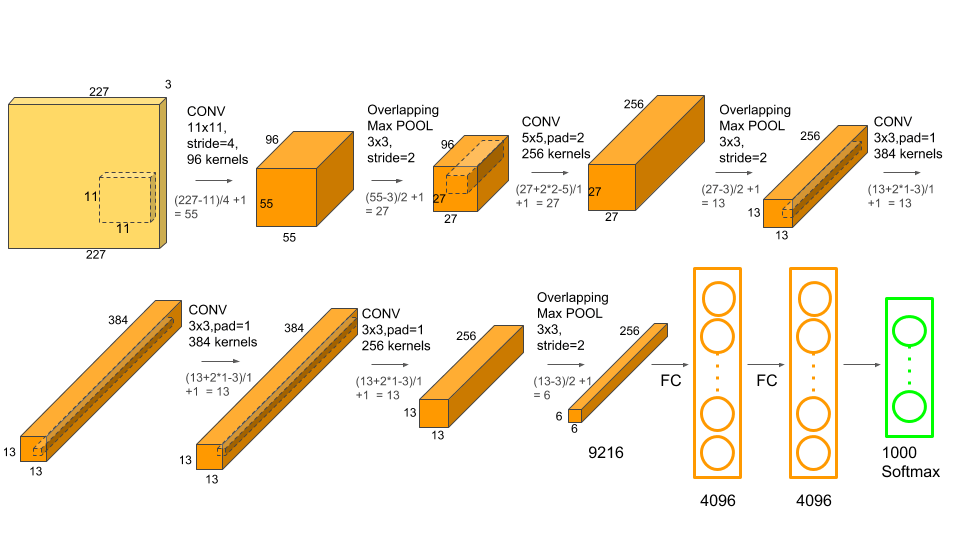 227
3
11
11
227
CONV
11x11,
stride=4,
96 kernels
(227-11)/4 +1
= 55
96
55
55
Overlapping
Max POOL
3x3,
stride=2
(55-3)/2 +1
= 27
96
27
27
CONV
5x5,pad=2
256 kernels
(27+2*2-5)/1
+1 = 27
256
27
27
Overlapping
Max POOL
3x3,
stride=2
(27-3)/2 +1
= 13
256
13
13
CONV
3x3,pad=1
384 kernels
(13+2*1-3)/1
+1 = 13
384
13
13
CONV
3x3,pad=1
384 kernels
(13+2*1-3)/1
+1 = 13
384
13
13
CONV
3x3,pad=1
256 kernels
(13+2*1-3)/1
+1 = 13
256
13
13
Overlapping
Max POOL
3x3,
stride=2
(13-3)/2 +1
= 6
256
6
6
9216
FC
4096
FC
4096
1000
Softmax